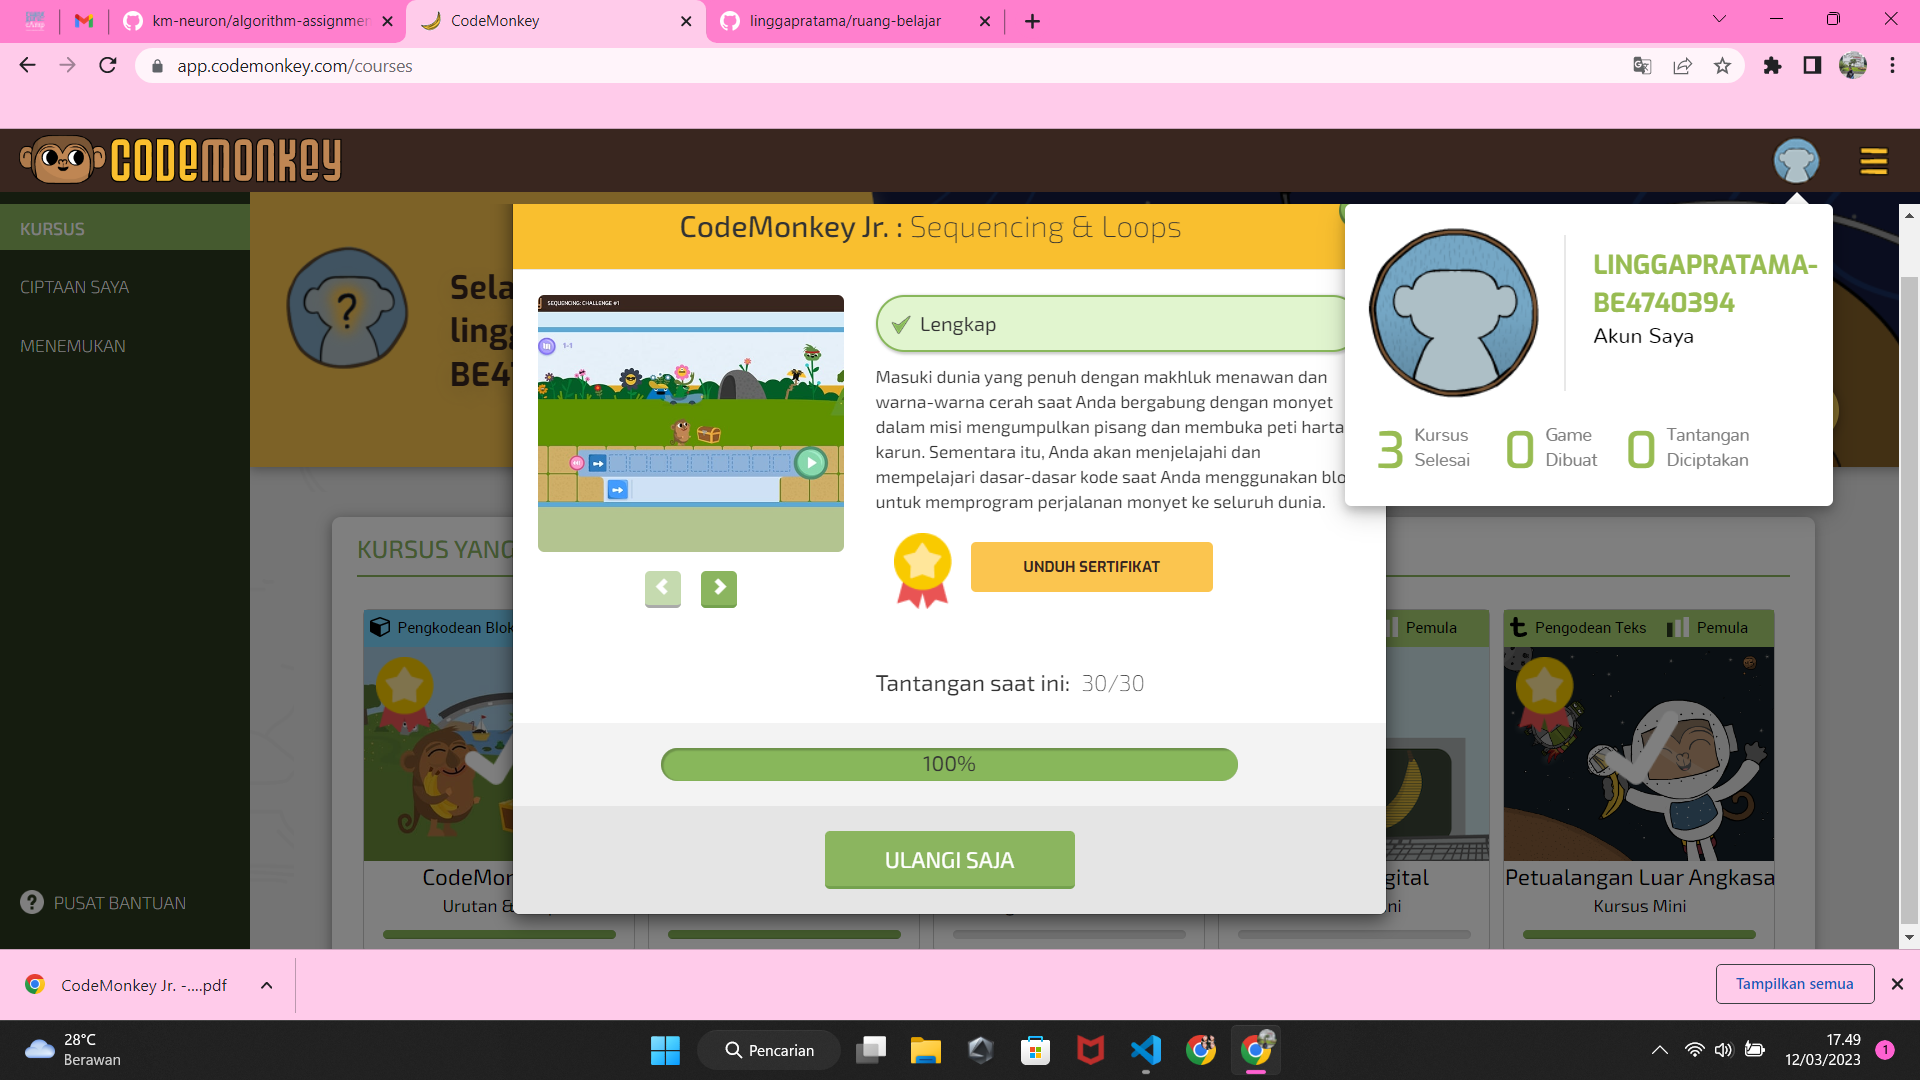 km-neuron/algorithm-assignmen
CodeMonkey
linggapratama/ruang-belajar
app.codemonkey.com/courses
CODEMONKEY
KURSUS
CIPTAAN SAYA
MENEMUKAN
PUSAT BANTUAN
Sela
lingg
BE47
KURSUS YANG
CodeMonkey Jr. : Sequencing & Loops
SEQUENCING: CHALLENGE #1
1-1
Lengkap
Masuki dunia yang penuh dengan makhluk menawan dan
warna-warna cerah saat Anda bergabung dengan monyet
dalam misi mengumpulkan pisang dan membuka peti harta
karun. Sementara itu, Anda akan menjelajahi dan
mempelajari dasar-dasar kode saat Anda menggunakan blo
untuk memprogram perjalanan monyet ke seluruh dunia.
UNDUH SERTIFIKAT
Tantangan saat ini: 30/30
100%
ULANGI SAJA
LINGGAPRATAMA-
BE4740394
Akun Saya
3 Kursus Selesai
0 Game Dibuat
0 Tantangan Diciptakan
Pengkodean Blok
Pemula
Pengodean Teks
Pemula
CodeMon
Urutan &
gital
ni
Petualangan Luar Angkasa
Kursus Mini
CodeMonkey Jr. -....pdf
Tampilkan semua
28°C
Berawan
Pencarian
17.49
12/03/2023
1